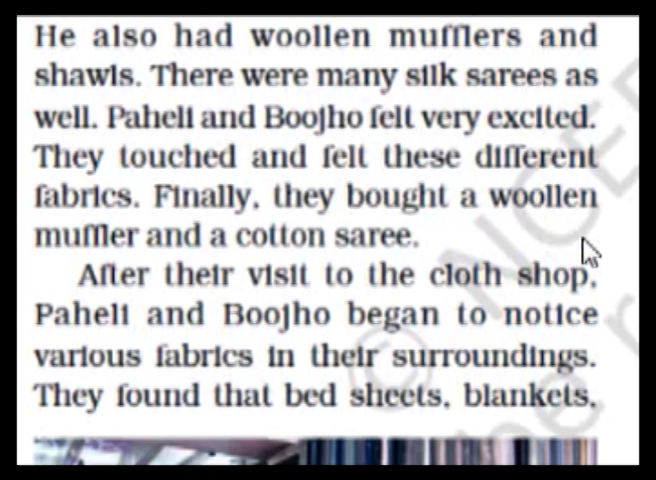 He also had woollen mufflers and
shawls. There were many silk sarees as
well. Paheli and Boojho felt very excited.
They touched and felt these different
fabrics. Finally, they bought a woollen
muffler and a cotton saree.
After their visit to the cloth shop,
Paheli and Boojho began to notice
various fabrics in their surroundings.
They found that bed sheets, blankets,